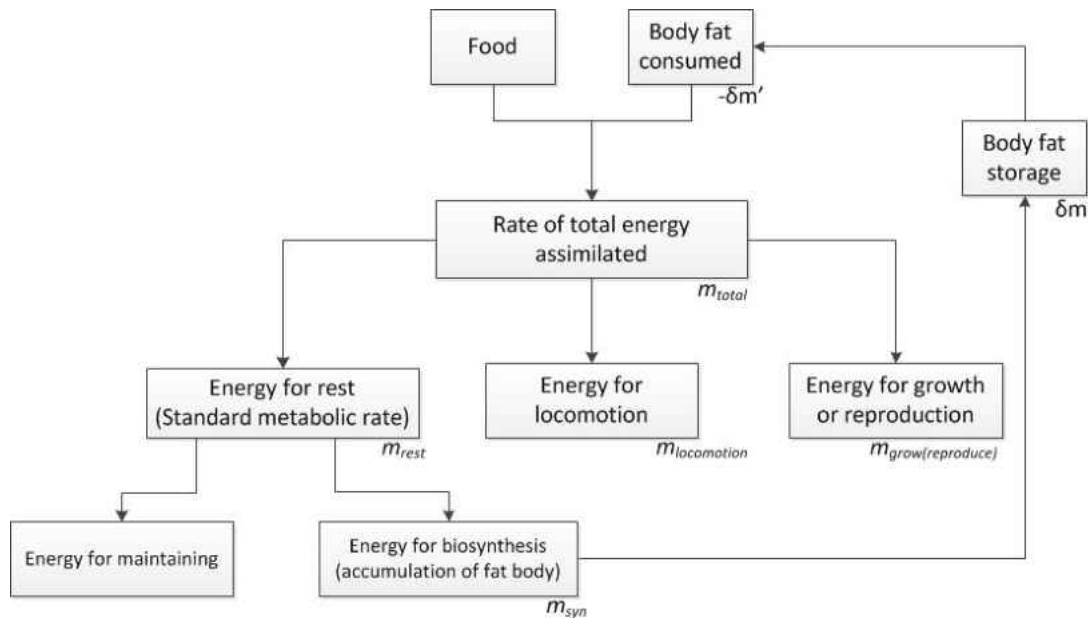 Food
Body fat
consumed
-δm′
Body fat
storage
δm
Rate of total energy
assimilated
m_total
Energy for rest
(Standard metabolic rate)
m_rest
Energy for
locomotion
m_locomotion
Energy for growth
or reproduction
m_grow(reproduce)
Energy for maintaining
Energy for biosynthesis
(accumulation of fat body)
m_syn